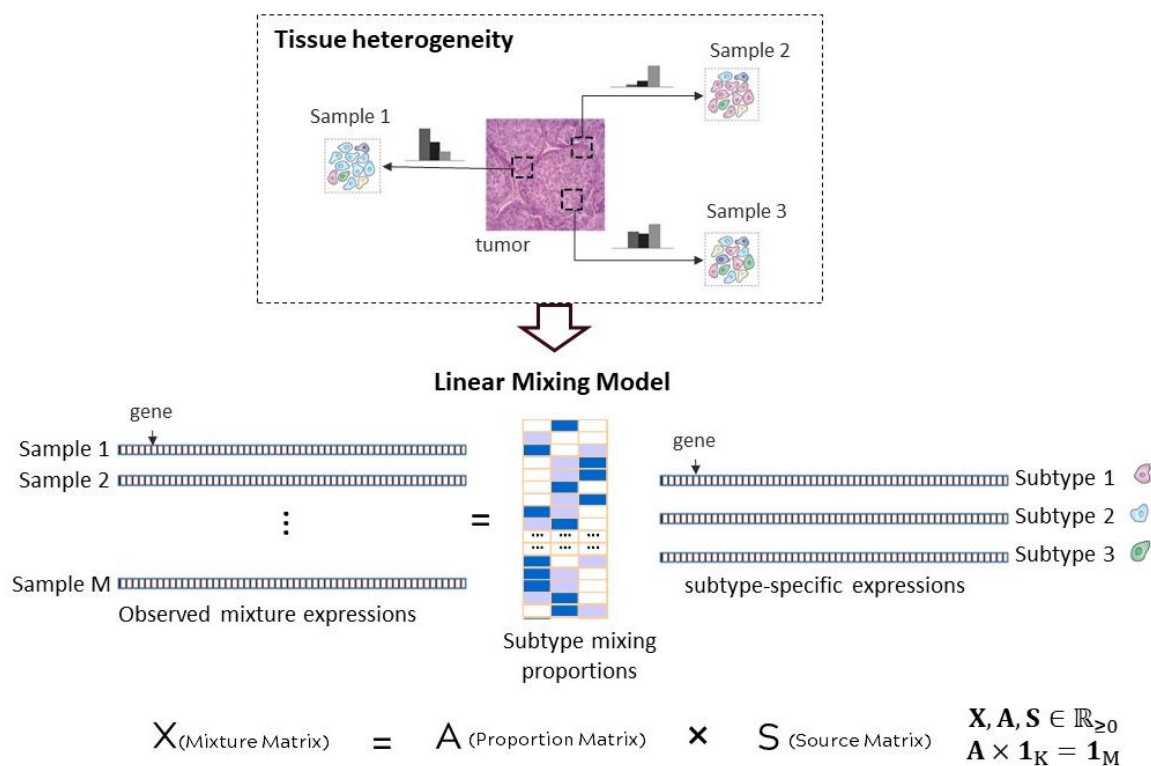 Tissue heterogeneity
Sample 2
Sample 1
Sample 3
tumor
Linear Mixing Model
gene
Sample 1
Sample 2
⋮
Sample M
Observed mixture expressions
=
... ... ...
... ... ...
Subtype mixing
proportions
gene
Subtype 1
Subtype 2
Subtype 3
subtype-specific expressions
X (Mixture Matrix) = A (Proportion Matrix) × S (Source Matrix)
X, A, S ∈ ℝ≥0
A × 1K = 1M